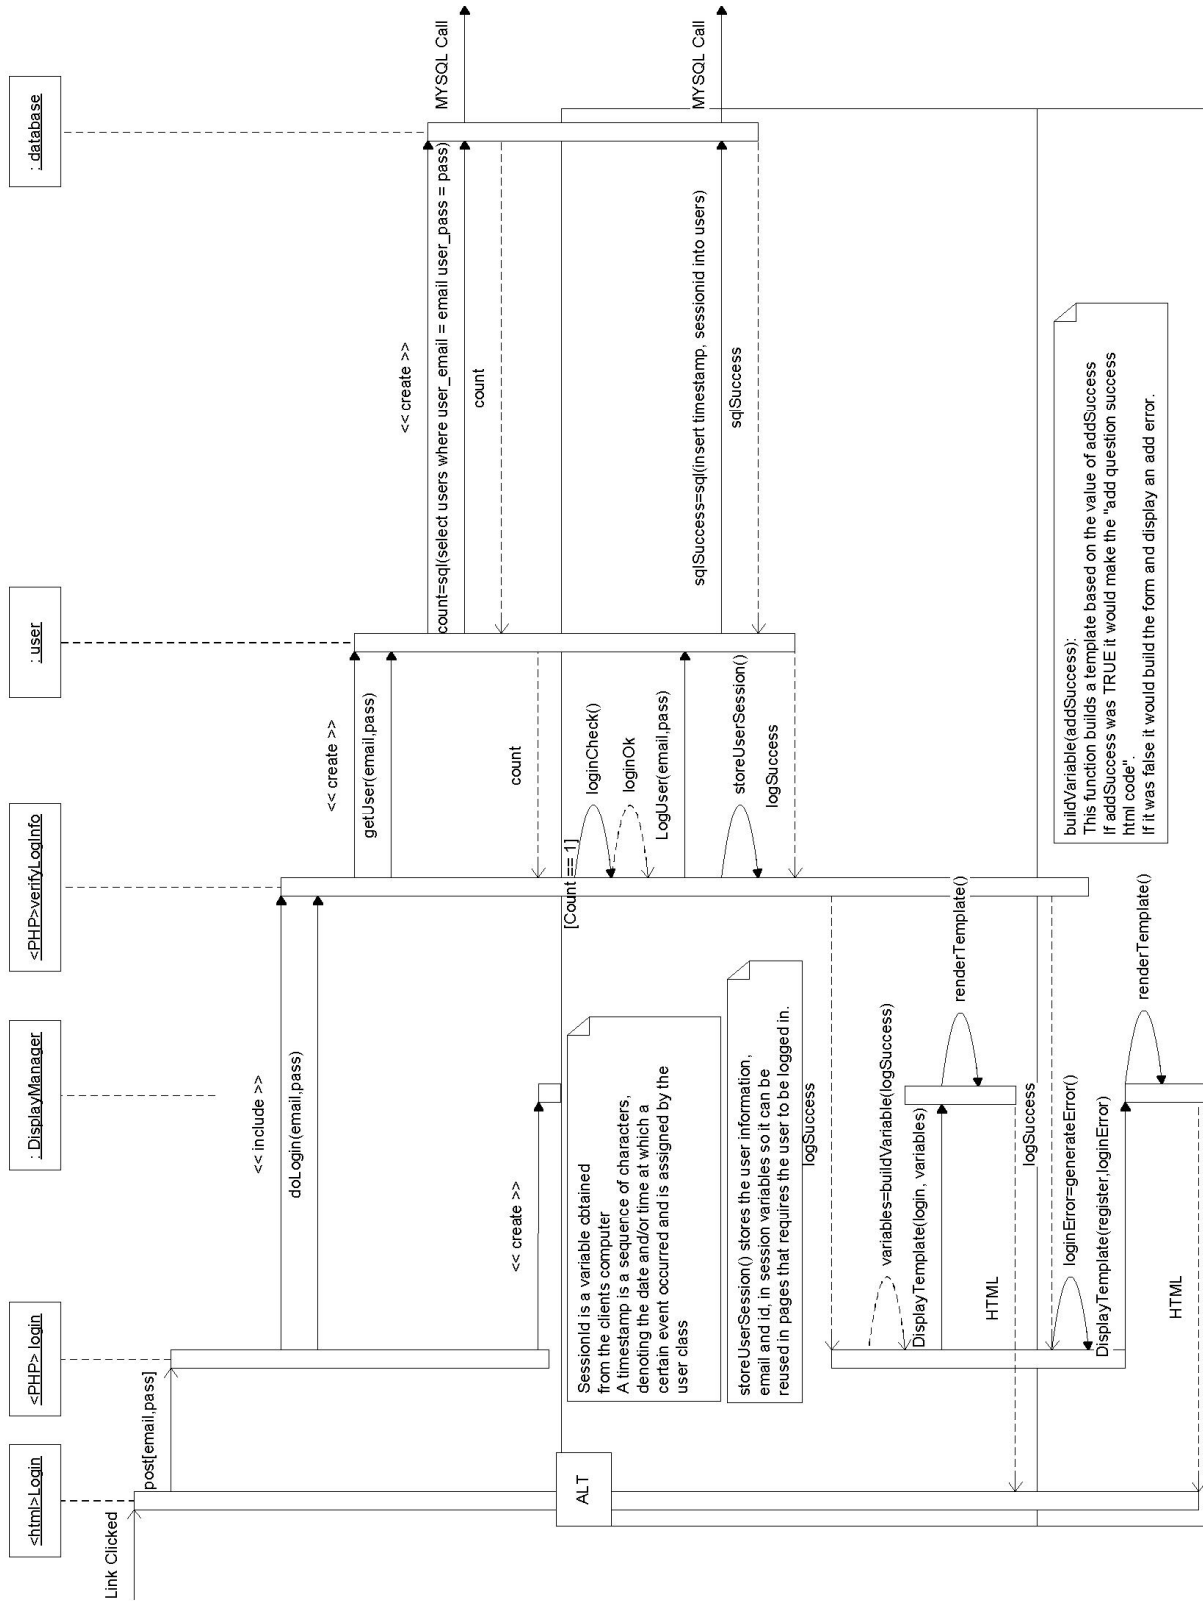 <html>Login
<PHP> login
: DisplayManager
<PHP>verifyLogInfo
: user
: database
Link Clicked
post[email,pass]
<< include >>
doLogin(email,pass)
<< create >>
getUser(email,pass)
<< create >>
count=sql(select users where user_email = email user_pass = pass)
MYSQL Call
count
count
<< create >>
ALT
[Count == 1]
loginCheck()
loginOk
SessionId is a variable obtained
from the clients computer
A timestamp is a sequence of characters,
denoting the date and/or time at which a
certain event occurred and is assigned by the
user class
LogUser(email,pass)
sqlSuccess=sql(insert timestamp, sessionid into users)
MYSQL Call
storeUserSession()
sqlSuccess
storeUserSession() stores the user information,
email and id, in session variables so it can be
reused in pages that requires the user to be logged in.
logSuccess
logSuccess
variables=buildVariable(logSuccess)
DisplayTemplate(login, variables)
renderTemplate()
HTML
logSuccess
loginError=generateError()
DisplayTemplate(register,loginError)
renderTemplate()
HTML
buildVariable(addSuccess):
This function builds a template based on the value of addSuccess
If addSuccess was TRUE it would make the "add question success
html code".
If it was false it would build the form and display an add error.